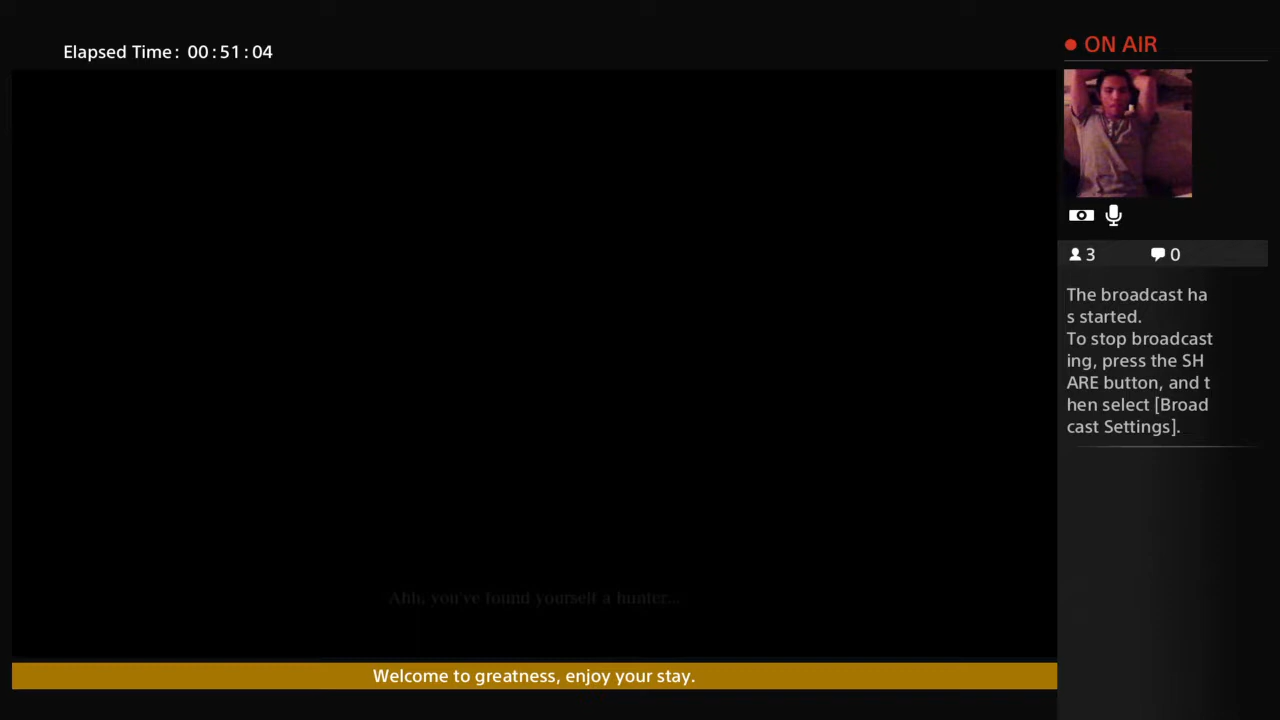 Elapsed Time: 00:51:04
ON AIR
3 0
The broadcast ha
s started.
To stop broadcast
ing, press the SH
ARE button, and t
hen select [Broad
cast Settings].
Ahh, you've found yourself a hunter...
Welcome to greatness, enjoy your stay.